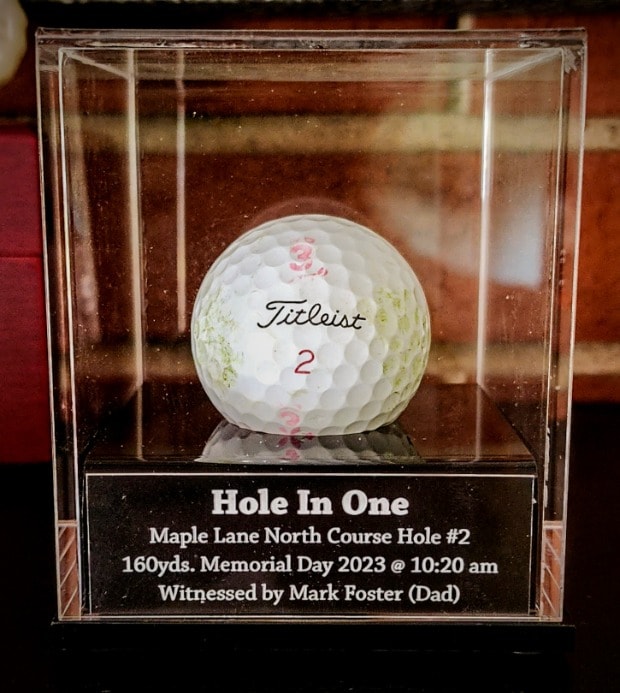 Titleist
2
Hole In One
Maple Lane North Course Hole #2
160yds. Memorial Day 2023 @ 10:20 am
Witnessed by Mark Foster (Dad)